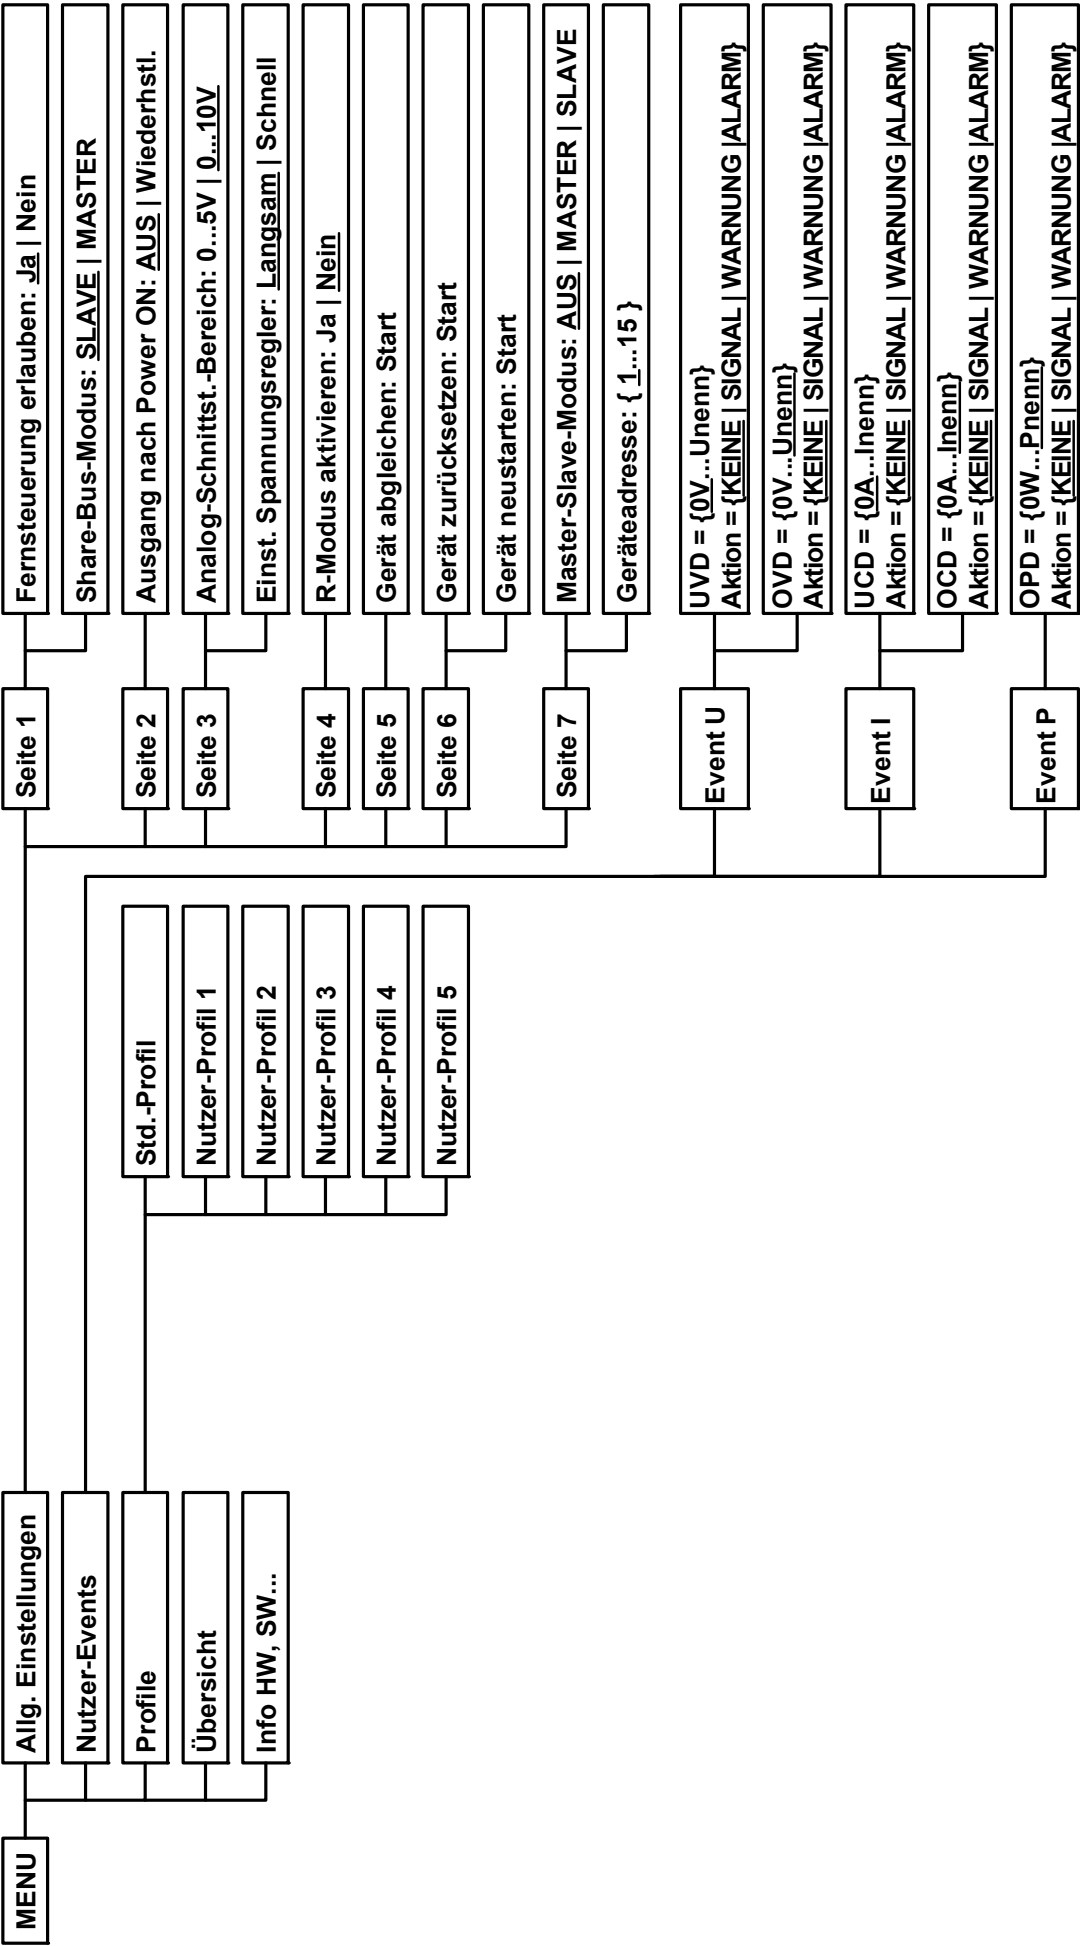 MENU
Allg. Einstellungen
Nutzer-Events
Profile
Übersicht
Info HW, SW...
Std.-Profil
Nutzer-Profil 1
Nutzer-Profil 2
Nutzer-Profil 3
Nutzer-Profil 4
Nutzer-Profil 5
Seite 1
Fernsteuerung erlauben: Ja | Nein
Share-Bus-Modus: SLAVE | MASTER
Seite 2
Ausgang nach Power ON: AUS | Wiederhstl.
Seite 3
Analog-Schnittst.-Bereich: 0...5V | 0...10V
Einst. Spannungsregler: Langsam | Schnell
Seite 4
R-Modus aktivieren: Ja | Nein
Seite 5
Gerät abgleichen: Start
Seite 6
Gerät zurücksetzen: Start
Gerät neustarten: Start
Seite 7
Master-Slave-Modus: AUS | MASTER | SLAVE
Geräteadresse: { 1...15 }
Event U
UVD = {0V...Unenn}
Aktion = {KEINE | SIGNAL | WARNUNG |ALARM}
OVD = {0V...Unenn}
Aktion = {KEINE | SIGNAL | WARNUNG |ALARM}
Event I
UCD = {0A...Inenn}
Aktion = {KEINE | SIGNAL | WARNUNG |ALARM}
OCD = {0A...Inenn}
Aktion = {KEINE | SIGNAL | WARNUNG |ALARM}
Event P
OPD = {0W...Pnenn}
Aktion = {KEINE | SIGNAL | WARNUNG |ALARM}